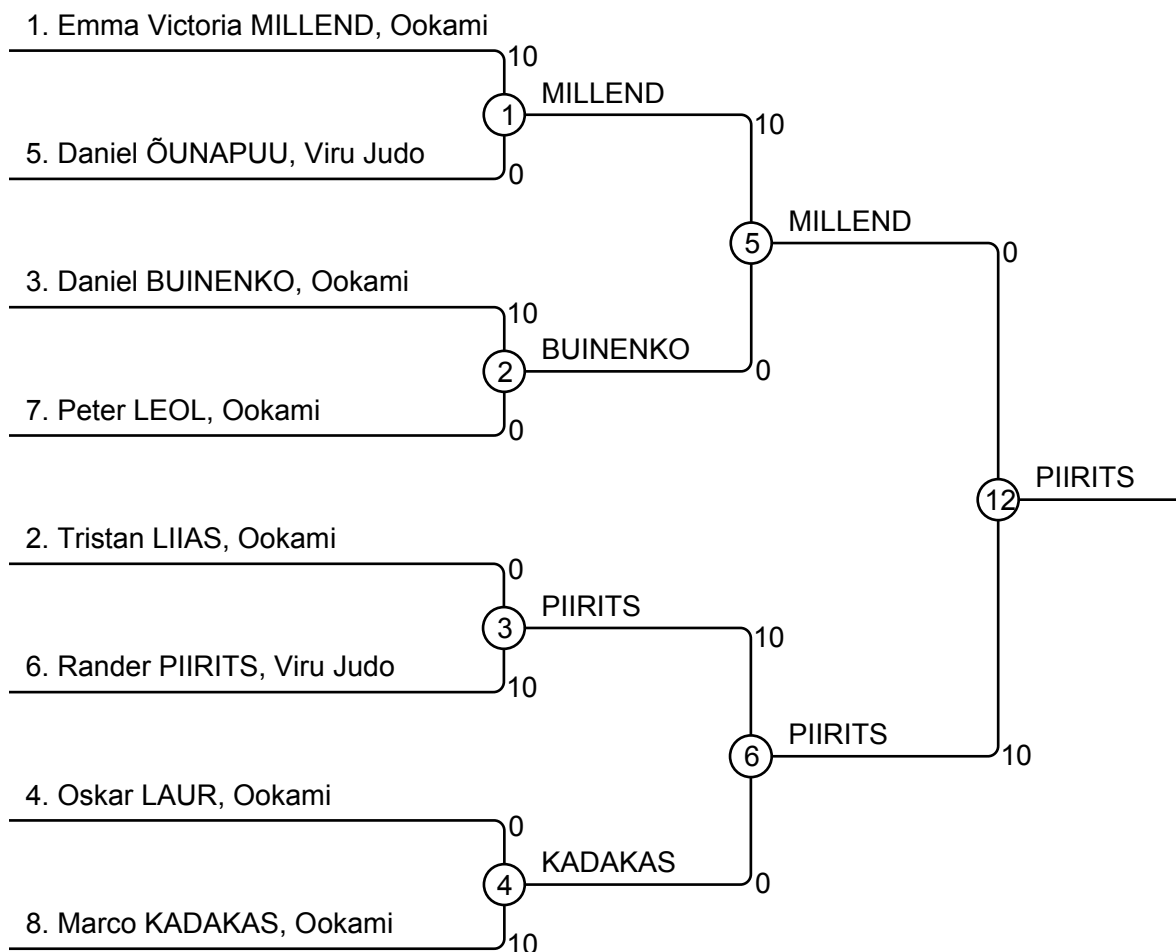 1. Emma Victoria MILLEND, Ookami
10
1
MILLEND
10
5. Daniel ÕUNAPUU, Viru Judo
0
5
MILLEND
0
3. Daniel BUINENKO, Ookami
10
2
BUINENKO
0
7. Peter LEOL, Ookami
0
12
PIIRITS
2. Tristan LIIAS, Ookami
0
3
PIIRITS
10
6. Rander PIIRITS, Viru Judo
10
6
PIIRITS
10
4. Oskar LAUR, Ookami
0
4
KADAKAS
0
8. Marco KADAKAS, Ookami
10